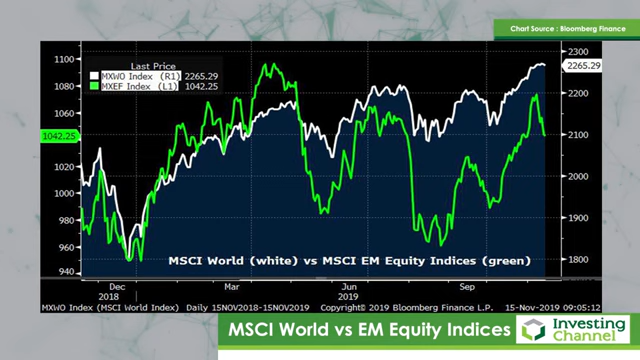 Chart Source : Bloomberg Finance
Last Price
MXWO Index (R1) 2265.29
MXEF Index (L1) 1042.25
1100
1080
1060
1042.25
1020
1000
980
960
940
2300
2265.29
2200
2100
2000
1900
1800
MSCI World (white) vs MSCI EM Equity Indices (green)
Dec Mar Jun Sep
2018 2019
MXWO Index (MSCI World Index) Daily 15NOV2018-15NOV2019 Copyright© 2019 Bloomberg Finance L.P. 15-Nov-2019 09:05:12
MSCI World vs EM Equity Indices
Investing
Channel